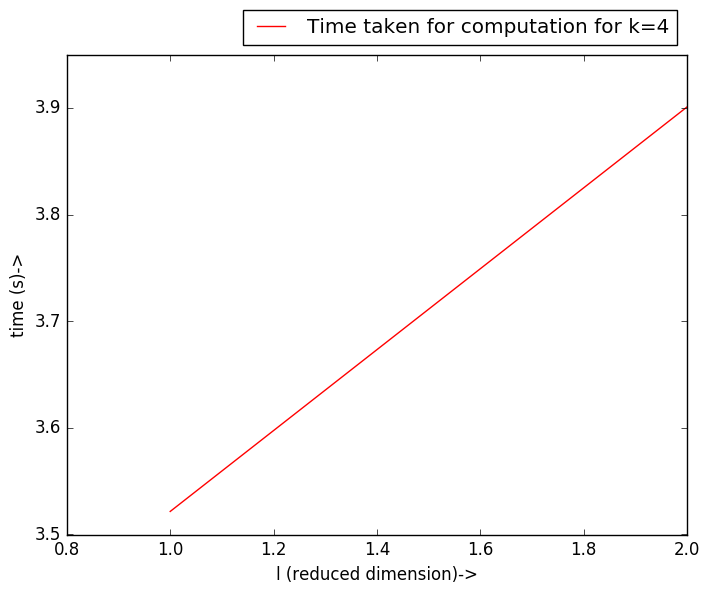 Time taken for computation for k=4
3.9
3.8
3.7
3.6
3.5
time (s)->
0.8 1.0 1.2 1.4 1.6 1.8 2.0
l (reduced dimension)->